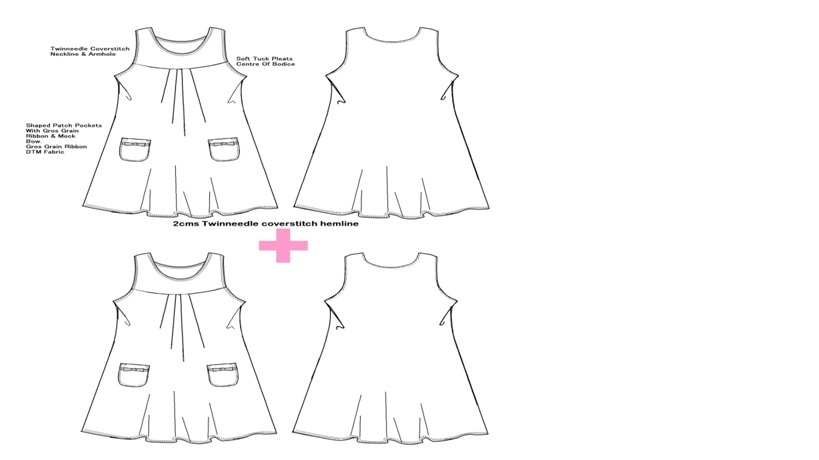 Twinneedle Coverstitch
Neckline & Armhole
Soft Tuck Pleats
Centre Of Bodice
Shaped Patch Pockets
With Gros Grain
Ribbon & Mock
Bow.
Gros Grain Ribbon
DTM Fabric
2cms Twinneedle coverstitch hemline